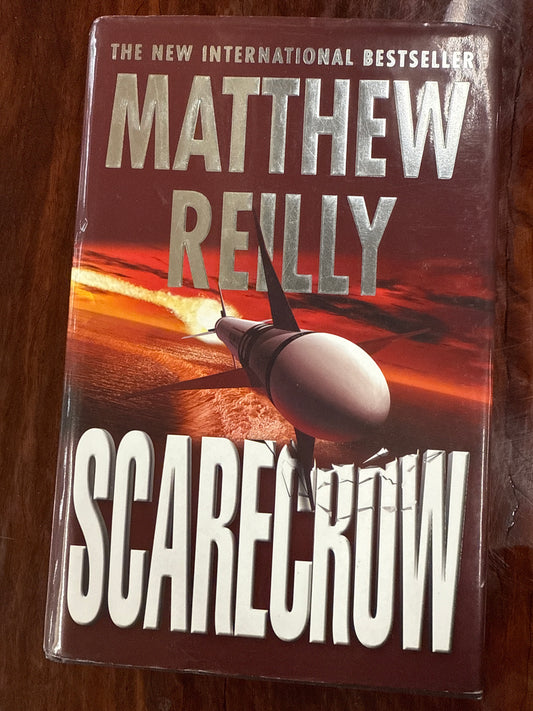 THE NEW INTERNATIONAL BESTSELLER
MATTHEW
REILLY
SCARECROW